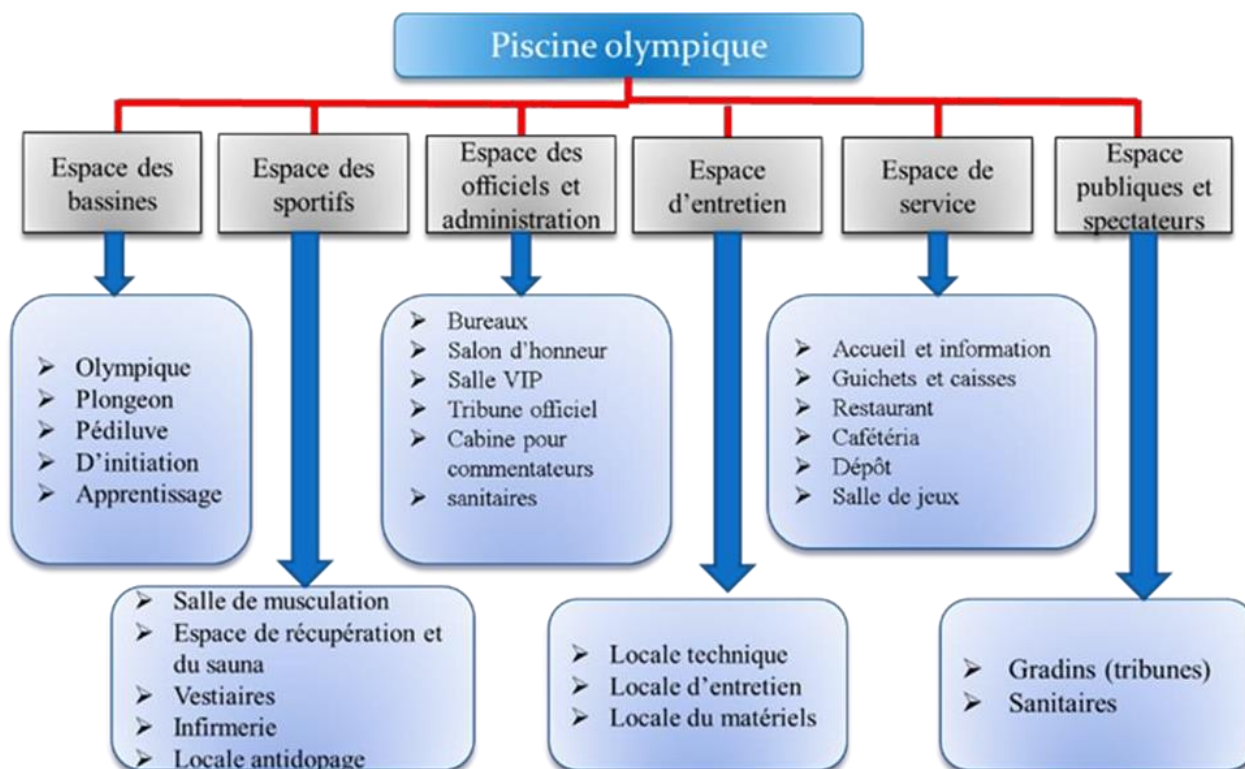 Piscine olympique
Espace des
bassines
Espace des
sportifs
Espace des
officiels et
administration
Espace
d'entretien
Espace de
service
Espace
publiques et
spectateurs
Olympique
Plongeon
Pédiluve
D'initiation
Apprentissage
Bureaux
Salon d'honneur
Salle VIP
Tribune officiel
Cabine pour
commentateurs
sanitaires
Accueil et information
Guichets et caisses
Restaurant
Cafétéria
Dépôt
Salle de jeux
Salle de musculation
Espace de récupération et
du sauna
Vestiaires
Infirmerie
Locale antidopage
Locale technique
Locale d'entretien
Locale du matériels
Gradins (tribunes)
Sanitaires